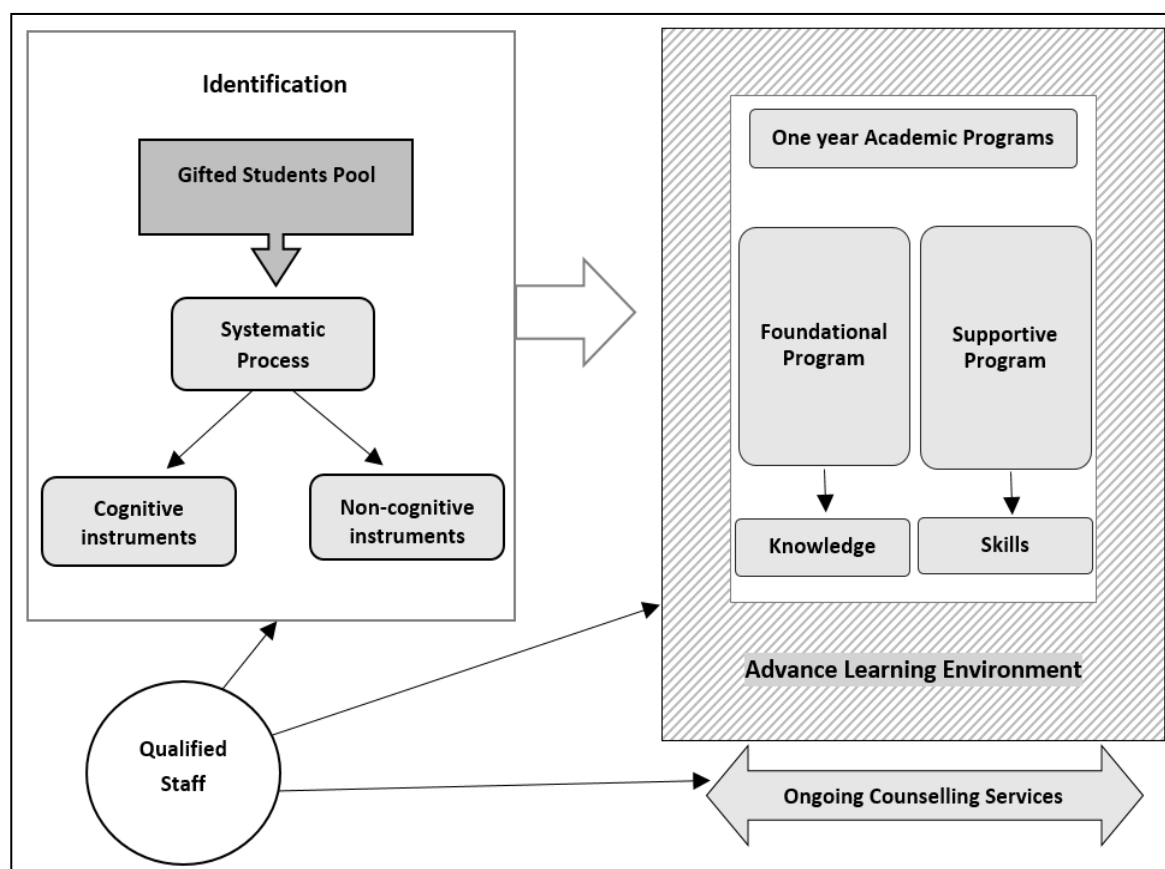 Identification
Gifted Students Pool
Systematic
Process
Cognitive
instruments
Non-cognitive
instruments
Qualified
Staff
One year Academic Programs
Foundational
Program
Supportive
Program
Knowledge
Skills
Advance Learning Environment
Ongoing Counselling Services